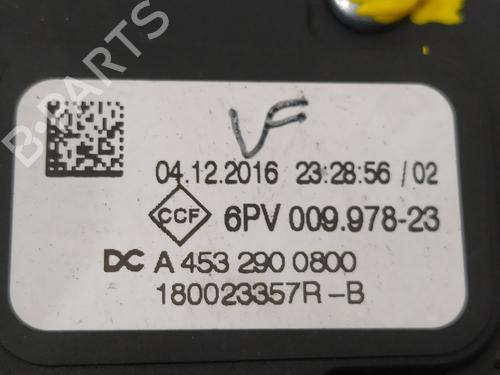 VF
04.12.2016 23:28:56 / 02
CCF 6PV 009.978-23
DC A 453 290 0800
180023357R-B
B-PARTS